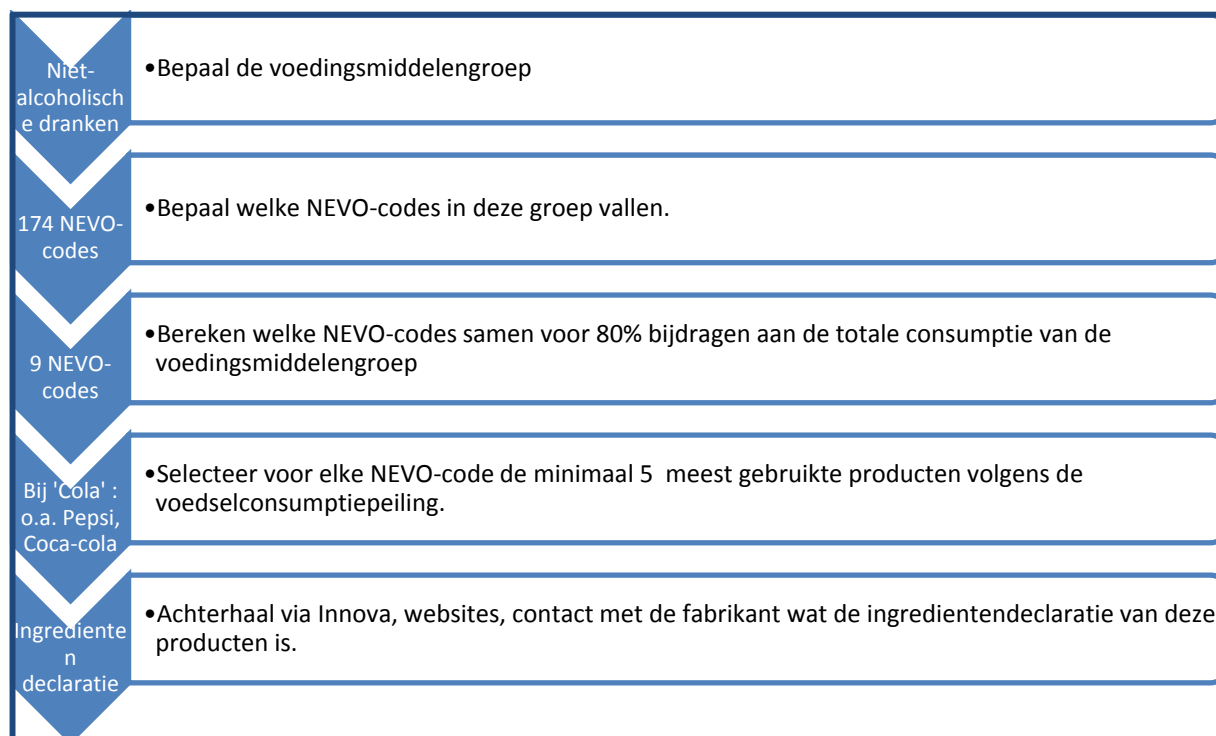 Niet-
alcoholisch
e dranken
•Bepaal de voedingsmiddelengroep
174 NEVO-
codes
•Bepaal welke NEVO-codes in deze groep vallen.
9 NEVO-
codes
•Bereken welke NEVO-codes samen voor 80% bijdragen aan de totale consumptie van de
voedingsmiddelengroep
Bij 'Cola' :
o.a. Pepsi,
Coca-cola
•Selecteer voor elke NEVO-code de minimaal 5 meest gebruikte producten volgens de
voedselconsumptiepeiling.
Ingrediente
n
declaratie
•Achterhaal via Innova, websites, contact met de fabrikant wat de ingredientendeclaratie van deze
producten is.